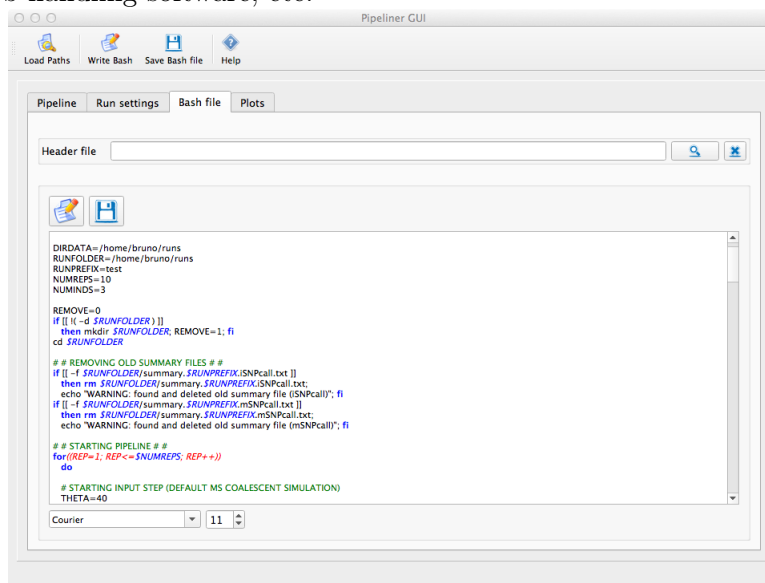 handling software, etc.
Pipeliner GUI
Load Paths Write Bash Save Bash file Help
Pipeline Run settings Bash file Plots
Header file
DIRDATA=/home/bruno/runs
RUNFOLDER=/home/bruno/runs
RUNPREFIX=test
NUMREPS=10
NUMINDS=3
REMOVE=0
if [[ !( -d $RUNFOLDER ) ]]
then mkdir $RUNFOLDER; REMOVE=1; fi
cd $RUNFOLDER
# # REMOVING OLD SUMMARY FILES # #
if [[ -f $RUNFOLDER/summary.$RUNPREFIX.iSNPcall.txt ]]
then rm $RUNFOLDER/summary.$RUNPREFIX.iSNPcall.txt;
echo "WARNING: found and deleted old summary file (iSNPcall)"; fi
if [[ -f $RUNFOLDER/summary.$RUNPREFIX.mSNPcall.txt ]]
then rm $RUNFOLDER/summary.$RUNPREFIX.mSNPcall.txt;
echo "WARNING: found and deleted old summary file (mSNPcall)"; fi
# # STARTING PIPELINE # #
for((REP=1; REP<=$NUMREPS; REP++))
do
# STARTING INPUT STEP (DEFAULT MS COALESCENT SIMULATION)
THETA=40
Courier 11